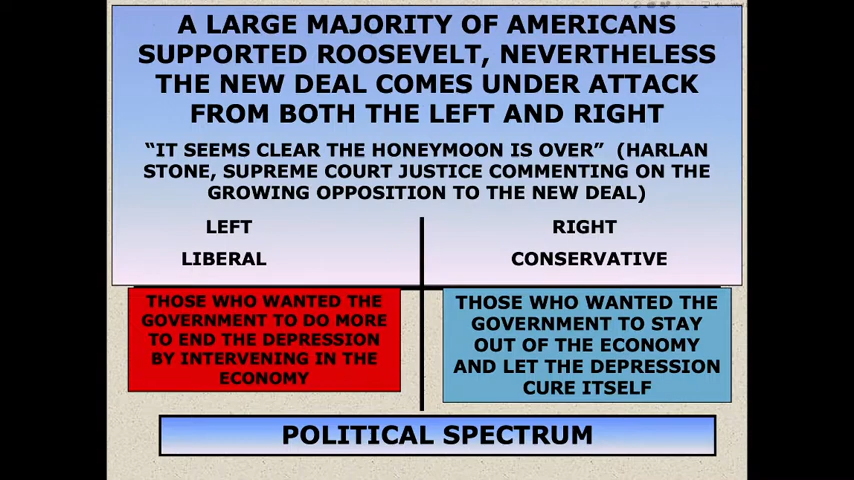 A LARGE MAJORITY OF AMERICANS
SUPPORTED ROOSEVELT, NEVERTHELESS
THE NEW DEAL COMES UNDER ATTACK
FROM BOTH THE LEFT AND RIGHT
“IT SEEMS CLEAR THE HONEYMOON IS OVER” (HARLAN
STONE, SUPREME COURT JUSTICE COMMENTING ON THE
GROWING OPPOSITION TO THE NEW DEAL)
LEFT
RIGHT
LIBERAL
CONSERVATIVE
THOSE WHO WANTED THE
GOVERNMENT TO DO MORE
TO END THE DEPRESSION
BY INTERVENING IN THE
ECONOMY
THOSE WHO WANTED THE
GOVERNMENT TO STAY
OUT OF THE ECONOMY
AND LET THE DEPRESSION
CURE ITSELF
POLITICAL SPECTRUM